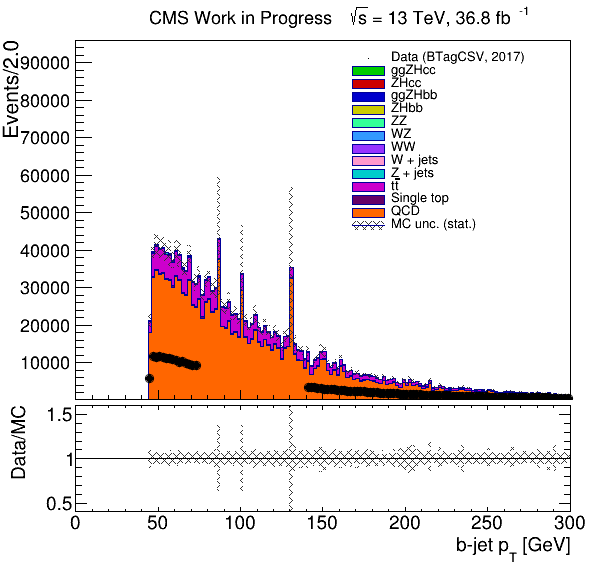 CMS Work in Progress √s = 13 TeV, 36.8 fb⁻¹
Events/2.0
90000
80000
70000
60000
50000
40000
30000
20000
10000
Data (BTagCSV, 2017)
ggZHcc
ZHcc
ggZHbb
ZHbb
ZZ
WZ
WW
W + jets
Z + jets
tt̄
Single top
QCD
MC unc. (stat.)
Data/MC
1.5
1
0.5
0 50 100 150 200 250 300
b-jet p_T [GeV]